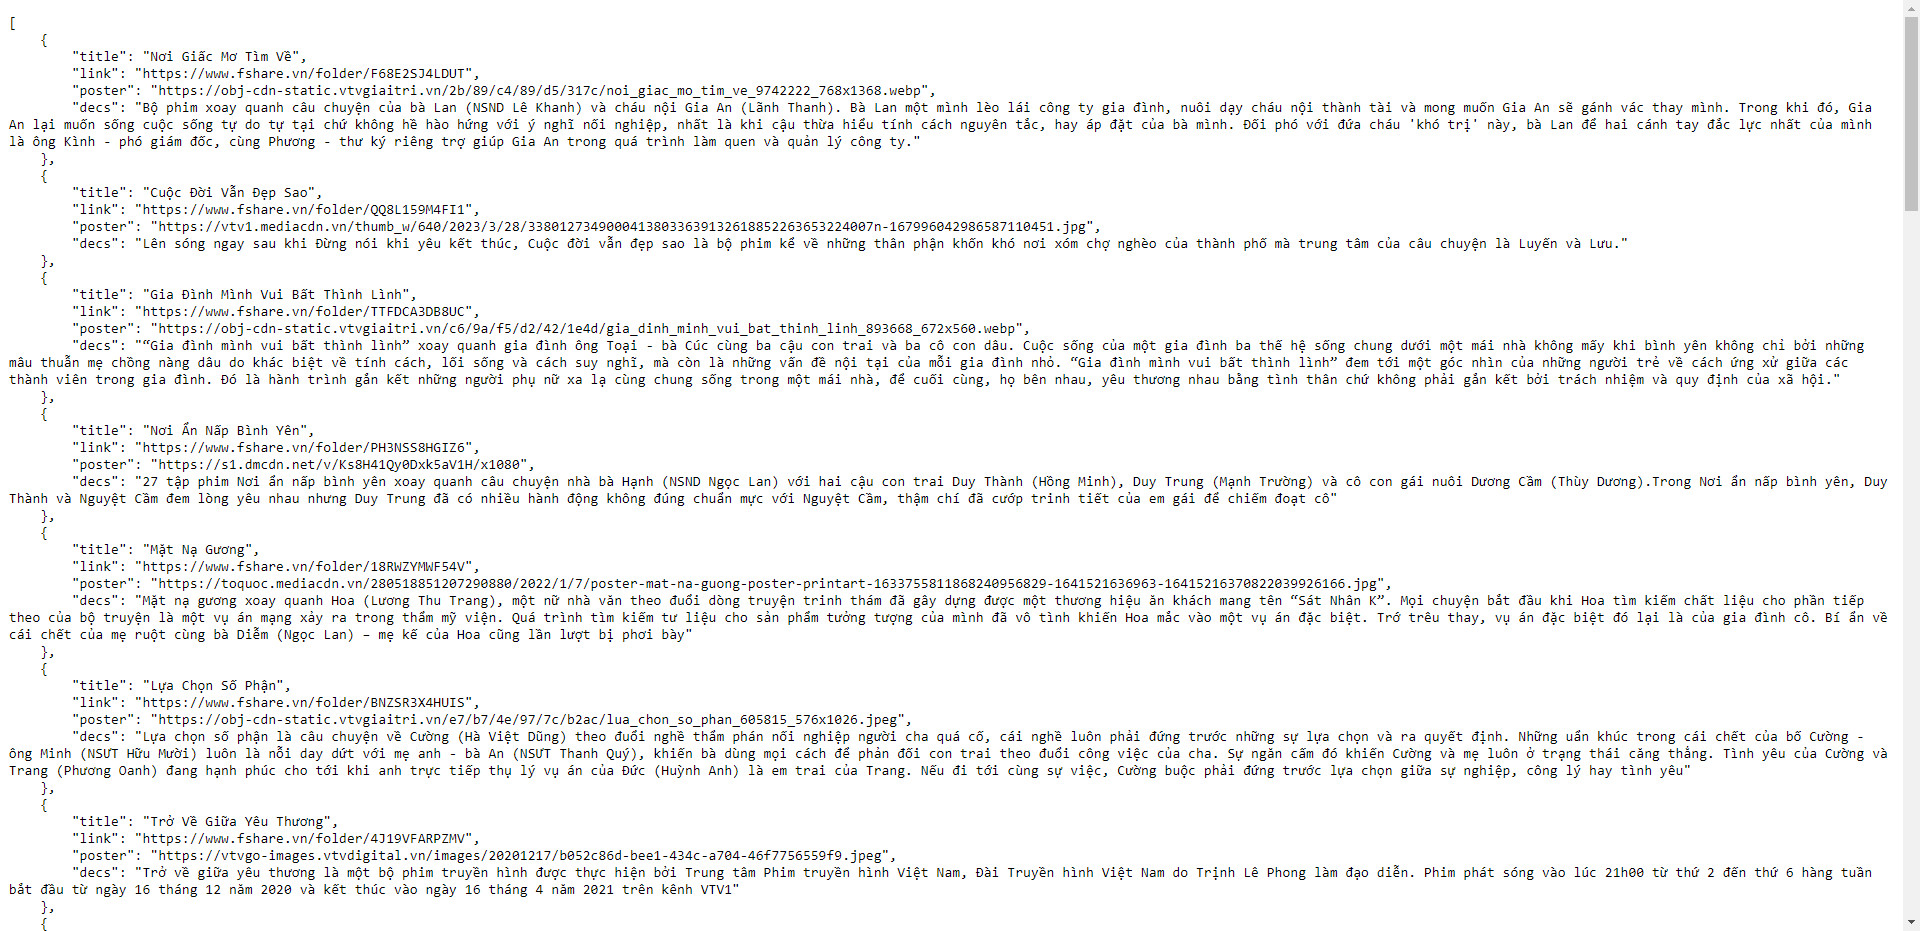 [
{
"title": "Nơi Giấc Mơ Tìm Về",
"link": "https://www.fshare.vn/folder/F68E2SJ4LDUT",
"poster": "https://obj-cdn-static.vtvgiaitri.vn/2b/89/c4/89/d5/317c/noi_giac_mo_tim_ve_9742222_768x1368.webp",
"decs": "Bộ phim xoay quanh câu chuyện của bà Lan (NSND Lê Khanh) và cháu nội Gia An (Lãnh Thanh). Bà Lan một mình lèo lái công ty gia đình, nuôi dạy cháu nội thành tài và mong muốn Gia An sẽ gánh vác thay mình. Trong khi đó, Gia
An lại muốn sống cuộc sống tự do tự tại chứ không hề hào hứng với ý nghĩ nối nghiệp, nhất là khi cậu thừa hiểu tính cách nguyên tắc, hay áp đặt của bà mình. Đối phó với đứa cháu 'khó trị' này, bà Lan để hai cánh tay đắc lực nhất của mình
là ông Kình - phó giám đốc, cùng Phương - thư ký riêng trợ giúp Gia An trong quá trình làm quen và quản lý công ty."
},
{
"title": "Cuộc Đời Vẫn Đẹp Sao",
"link": "https://www.fshare.vn/folder/QQ8L159M4FI1",
"poster": "https://vtv1.mediacdn.vn/thumb_w/640/2023/3/28/33801273490004138033639132618852263653224007n-167996042986587110451.jpg",
"decs": "Lên sóng ngay sau khi Đừng nói khi yêu kết thúc, Cuộc đời vẫn đẹp sao là bộ phim kể về những thân phận khốn khó nơi xóm chợ nghèo của thành phố mà trung tâm của câu chuyện là Luyến và Lưu."
},
{
"title": "Gia Đình Mình Vui Bất Thình Lình",
"link": "https://www.fshare.vn/folder/TTFDCA3DB8UC",
"poster": "https://obj-cdn-static.vtvgiaitri.vn/c6/9a/f5/d2/42/1e4d/gia_dinh_minh_vui_bat_thinh_linh_893668_672x560.webp",
"decs": "“Gia đình mình vui bất thình lình” xoay quanh gia đình ông Toại - bà Cúc cùng ba cậu con trai và ba cô con dâu. Cuộc sống của một gia đình ba thế hệ sống chung dưới một mái nhà không mấy khi bình yên không chỉ bởi những
mâu thuẫn mẹ chồng nàng dâu do khác biệt về tính cách, lối sống và cách suy nghĩ, mà còn là những vấn đề nội tại của mỗi gia đình nhỏ. “Gia đình mình vui bất thình lình” đem tới một góc nhìn của những người trẻ về cách ứng xử giữa các
thành viên trong gia đình. Đó là hành trình gắn kết những người phụ nữ xa lạ cùng chung sống trong một mái nhà, để cuối cùng, họ bên nhau, yêu thương nhau bằng tình thân chứ không phải gắn kết bởi trách nhiệm và quy định của xã hội."
},
{
"title": "Nơi Ẩn Nấp Bình Yên",
"link": "https://www.fshare.vn/folder/PH3NSS8HGIZ6",
"poster": "https://s1.dmcdn.net/v/Ks8H41Qy0Dxk5aV1H/x1080",
"decs": "27 tập phim Nơi ẩn nấp bình yên xoay quanh câu chuyện nhà bà Hạnh (NSND Ngọc Lan) với hai cậu con trai Duy Thành (Hồng Minh), Duy Trung (Mạnh Trường) và cô con gái nuôi Dương Cầm (Thùy Dương).Trong Nơi ẩn nấp bình yên, Duy
Thành và Nguyệt Cầm đem lòng yêu nhau nhưng Duy Trung đã có nhiều hành động không đúng chuẩn mực với Nguyệt Cầm, thậm chí đã cướp trinh tiết của em gái để chiếm đoạt cô"
},
{
"title": "Mặt Nạ Gương",
"link": "https://www.fshare.vn/folder/18RWZYMWF54V",
"poster": "https://toquoc.mediacdn.vn/280518851207290880/2022/1/7/poster-mat-na-guong-poster-printart-1633755811868240956829-1641521636963-16415216370822039926166.jpg",
"decs": "Mặt nạ gương xoay quanh Hoa (Lương Thu Trang), một nữ nhà văn theo đuổi dòng truyện trinh thám đã gây dựng được một thương hiệu ăn khách mang tên “Sát Nhân K”. Mọi chuyện bắt đầu khi Hoa tìm kiếm chất liệu cho phần tiếp
theo của bộ truyện là một vụ án mạng xảy ra trong thẩm mỹ viện. Quá trình tìm kiếm tư liệu cho sản phẩm tưởng tượng của mình đã vô tình khiến Hoa mắc vào một vụ án đặc biệt. Trớ trêu thay, vụ án đặc biệt đó lại là của gia đình cô. Bí ẩn về
cái chết của mẹ ruột cùng bà Diễm (Ngọc Lan) – mẹ kế của Hoa cũng lần lượt bị phơi bày"
},
{
"title": "Lựa Chọn Số Phận",
"link": "https://www.fshare.vn/folder/BNZSR3X4HUIS",
"poster": "https://obj-cdn-static.vtvgiaitri.vn/e7/b7/4e/97/7c/b2ac/lua_chon_so_phan_605815_576x1026.jpeg",
"decs": "Lựa chọn số phận là câu chuyện về Cường (Hà Việt Dũng) theo đuổi nghề thẩm phán nối nghiệp người cha quá cố, cái nghề luôn phải đứng trước những sự lựa chọn và ra quyết định. Những uẩn khúc trong cái chết của bố Cường -
ông Minh (NSƯT Hữu Mười) luôn là nỗi day dứt với mẹ anh - bà An (NSƯT Thanh Quý), khiến bà dùng mọi cách để phản đối con trai theo đuổi công việc của cha. Sự ngăn cấm đó khiến Cường và mẹ luôn ở trạng thái căng thẳng. Tình yêu của Cường và
Trang (Phương Oanh) đang hạnh phúc cho tới khi anh trực tiếp thụ lý vụ án của Đức (Huỳnh Anh) là em trai của Trang. Nếu đi tới cùng sự việc, Cường buộc phải đứng trước lựa chọn giữa sự nghiệp, công lý hay tình yêu"
},
{
"title": "Trở Về Giữa Yêu Thương",
"link": "https://www.fshare.vn/folder/4J19VFARPZMV",
"poster": "https://vtvgo-images.vtvdigital.vn/images/20201217/b052c86d-bee1-434c-a704-46f7756559f9.jpeg",
"decs": "Trở về giữa yêu thương là một bộ phim truyền hình được thực hiện bởi Trung tâm Phim truyền hình Việt Nam, Đài Truyền hình Việt Nam do Trịnh Lê Phong làm đạo diễn. Phim phát sóng vào lúc 21h00 từ thứ 2 đến thứ 6 hàng tuần
bắt đầu từ ngày 16 tháng 12 năm 2020 và kết thúc vào ngày 16 tháng 4 năm 2021 trên kênh VTV1"
},
{